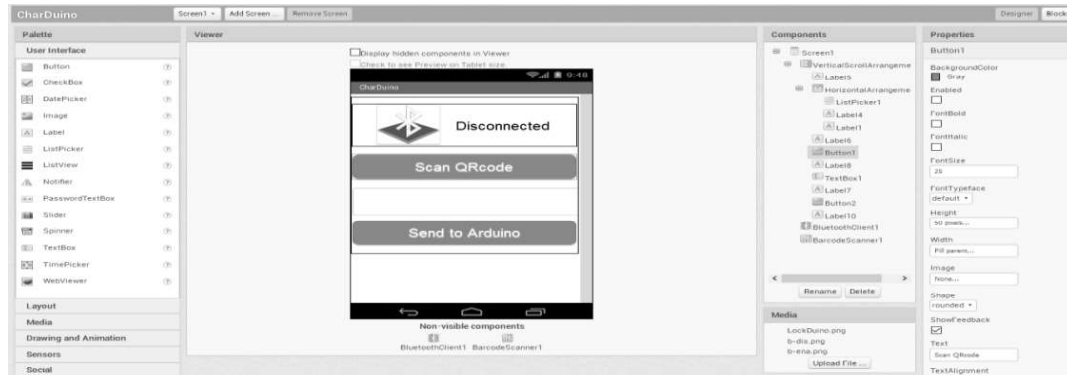 CharDuino
Screen1
Add Screen ...
Remove Screen
Designer
Block
Palette
User Interface
Button
CheckBox
DatePicker
Image
Label
ListPicker
ListView
Notifier
PasswordTextBox
Slider
Spinner
TextBox
TimePicker
WebViewer
Layout
Media
Drawing and Animation
Sensors
Social
Viewer
Display hidden components in Viewer
Check to see Preview on Tablet size.
9:48
CharDuino
Disconnected
Scan QRcode
Send to Arduino
Non-visible components
BluetoothClient1 BarcodeScanner1
Components
Screen1
VerticalScrollArrangeme
Label5
HorizontalArrangeme
ListPicker1
Label4
Label1
Label6
Button1
Label8
TextBox1
Label7
Button2
Label10
BluetoothClient1
BarcodeScanner1
Rename Delete
Media
LockDuino.png
b-dis.png
b-ena.png
Upload File ...
Properties
Button1
BackgroundColor
Gray
Enabled
FontBold
FontItalic
FontSize
25
FontTypeface
default
Height
50 pixels...
Width
Fill parent...
Image
None...
Shape
rounded
ShowFeedback
Text
Scan QRcode
TextAlignment